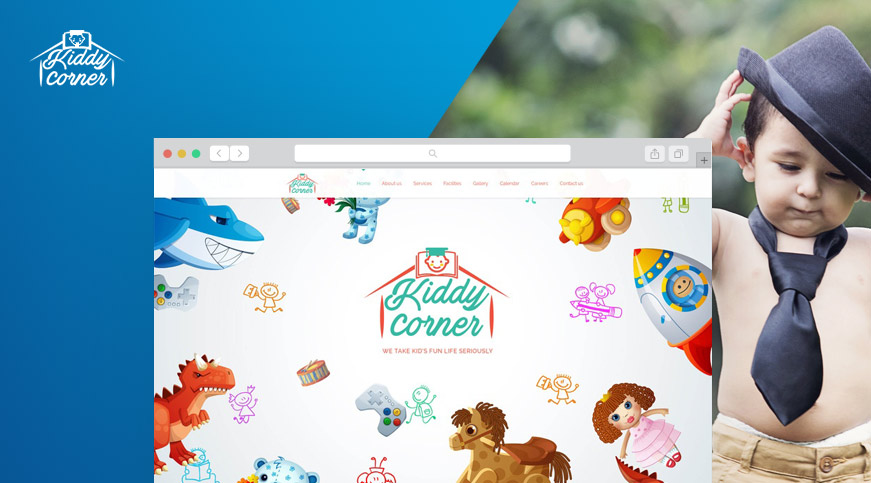 Kiddy
Corner
Kiddy
Corner
Home About us Services Facilities Gallery Calendar Careers Contact us
Kiddy
Corner
WE TAKE KID'S FUN LIFE SERIOUSLY